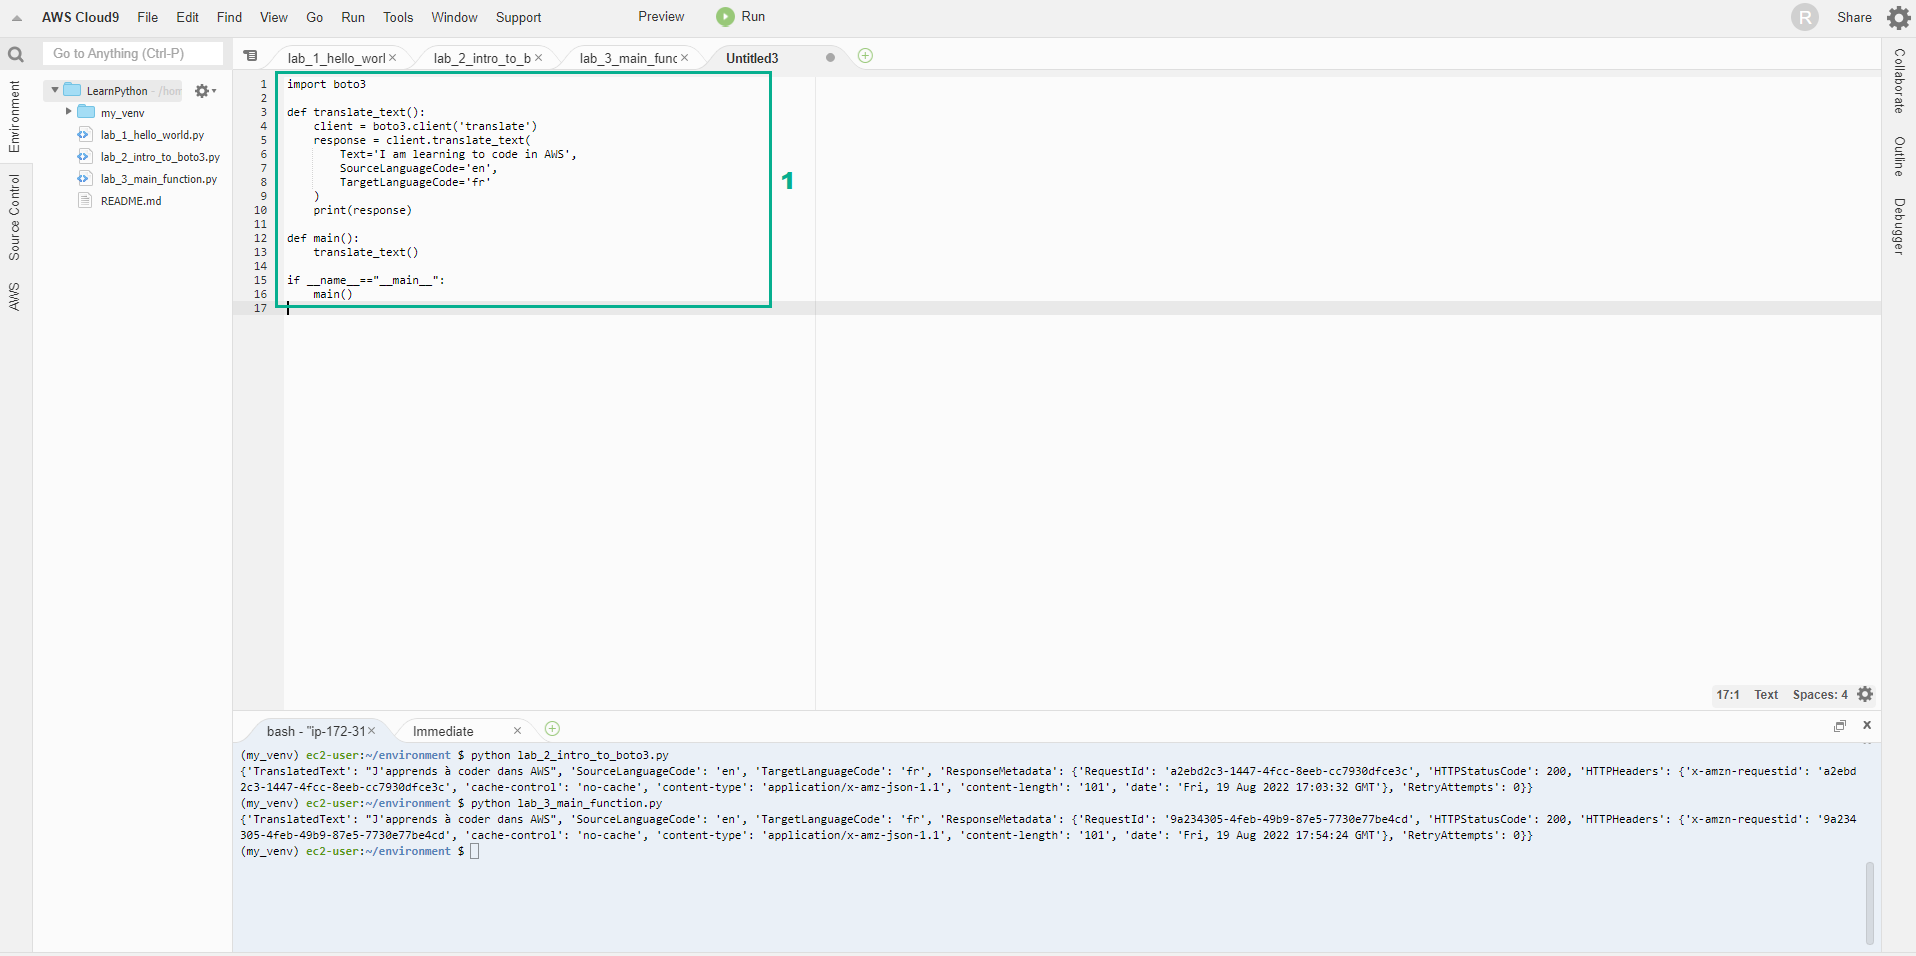 AWS Cloud9 File Edit Find View Go Run Tools Window Support Preview Run R Share
Go to Anything (Ctrl-P)
lab_1_hello_worl × lab_2_intro_to_b × lab_3_main_func × Untitled3
Environment
Source Control
AWS
LearnPython - /hom
my_venv
lab_1_hello_world.py
lab_2_intro_to_boto3.py
lab_3_main_function.py
README.md
1 import boto3
2
3 def translate_text():
4     client = boto3.client('translate')
5     response = client.translate_text(
6         Text='I am learning to code in AWS',
7         SourceLanguageCode='en',
8         TargetLanguageCode='fr'
9     )
10     print(response)
11
12 def main():
13     translate_text()
14
15 if __name__=="__main__":
16     main()
17
1
17:1 Text Spaces: 4
Collaborate
Outline
Debugger
bash - "ip-172-31 × Immediate ×
(my_venv) ec2-user:~/environment $ python lab_2_intro_to_boto3.py
{'TranslatedText': "J'apprends à coder dans AWS", 'SourceLanguageCode': 'en', 'TargetLanguageCode': 'fr', 'ResponseMetadata': {'RequestId': 'a2ebd2c3-1447-4fcc-8eeb-cc7930dfce3c', 'HTTPStatusCode': 200, 'HTTPHeaders': {'x-amzn-requestid': 'a2ebd
2c3-1447-4fcc-8eeb-cc7930dfce3c', 'cache-control': 'no-cache', 'content-type': 'application/x-amz-json-1.1', 'content-length': '101', 'date': 'Fri, 19 Aug 2022 17:03:32 GMT'}, 'RetryAttempts': 0}}
(my_venv) ec2-user:~/environment $ python lab_3_main_function.py
{'TranslatedText': "J'apprends à coder dans AWS", 'SourceLanguageCode': 'en', 'TargetLanguageCode': 'fr', 'ResponseMetadata': {'RequestId': '9a234305-4feb-49b9-87e5-7730e77be4cd', 'HTTPStatusCode': 200, 'HTTPHeaders': {'x-amzn-requestid': '9a234
305-4feb-49b9-87e5-7730e77be4cd', 'cache-control': 'no-cache', 'content-type': 'application/x-amz-json-1.1', 'content-length': '101', 'date': 'Fri, 19 Aug 2022 17:54:24 GMT'}, 'RetryAttempts': 0}}
(my_venv) ec2-user:~/environment $